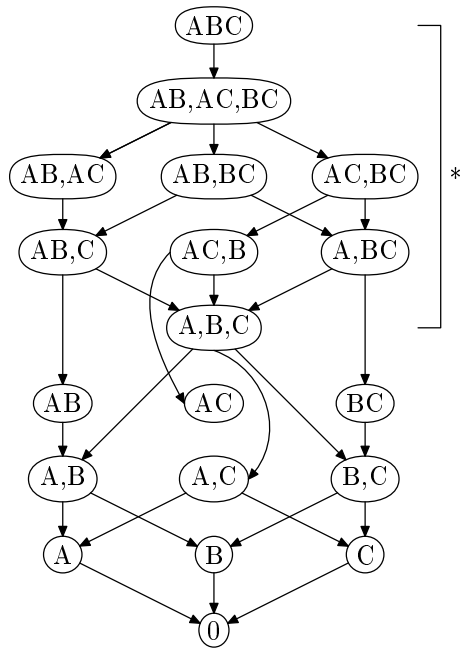 ABC
AB,AC,BC
AB,AC AB,BC AC,BC *
AB,C AC,B A,BC
A,B,C
AB AC BC
A,B A,C B,C
A B C
0